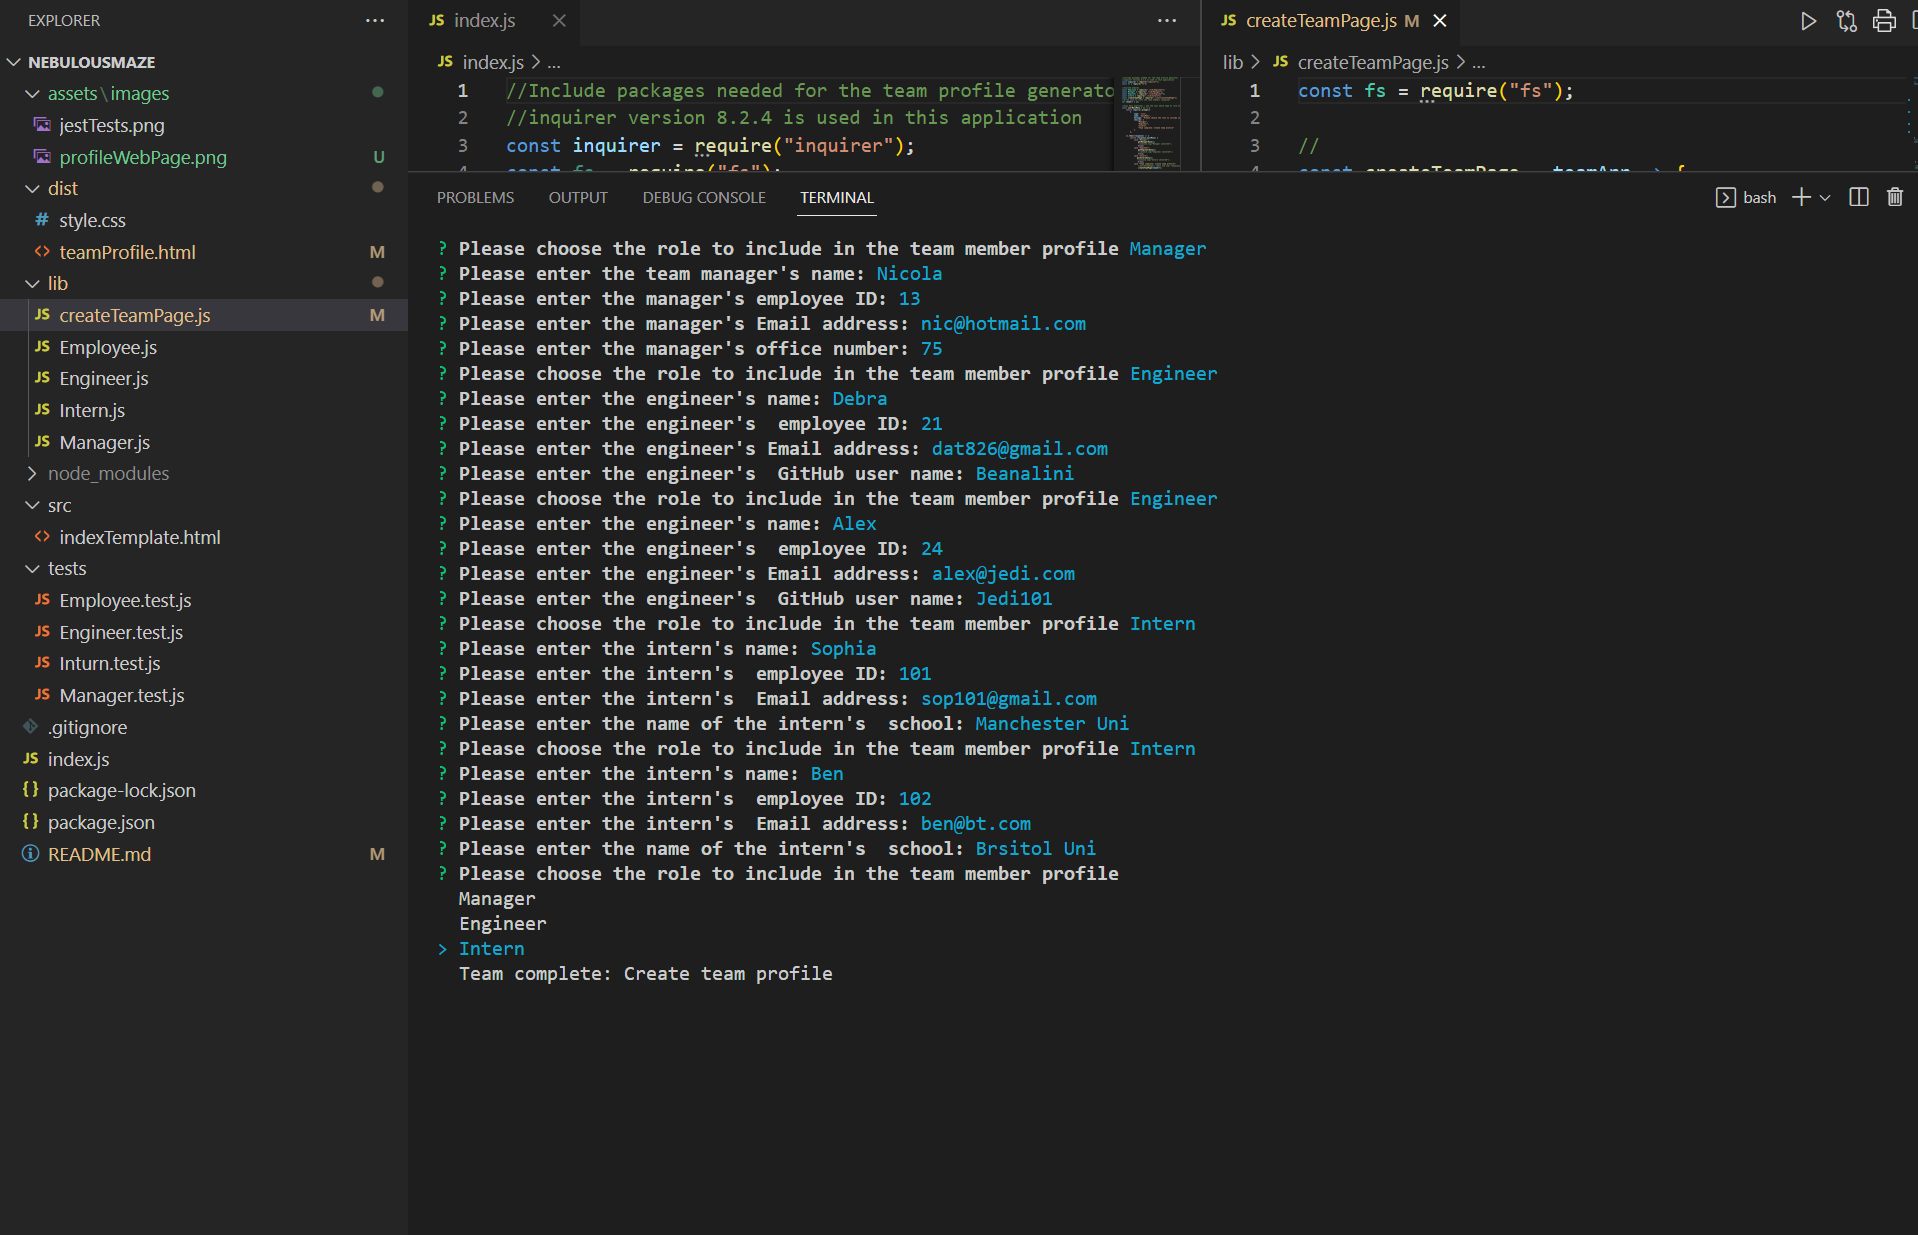 EXPLORER
NEBULOUSMAZE
assets\images
jestTests.png
profileWebPage.png U
dist
style.css
teamProfile.html M
lib
createTeamPage.js M
Employee.js
Engineer.js
Intern.js
Manager.js
node_modules
src
indexTemplate.html
tests
Employee.test.js
Engineer.test.js
Inturn.test.js
Manager.test.js
.gitignore
index.js
package-lock.json
package.json
README.md M
JS index.js
JS index.js > ...
1 //Include packages needed for the team profile generato
2 //inquirer version 8.2.4 is used in this application
3 const inquirer = require("inquirer");
4 const fs = require("fs");
JS createTeamPage.js M
lib > JS createTeamPage.js > ...
1 const fs = require("fs");
2
3 //
4 const createTeamPage = teamApp => {
PROBLEMS OUTPUT DEBUG CONSOLE TERMINAL bash
? Please choose the role to include in the team member profile Manager
? Please enter the team manager's name: Nicola
? Please enter the manager's employee ID: 13
? Please enter the manager's Email address: nic@hotmail.com
? Please enter the manager's office number: 75
? Please choose the role to include in the team member profile Engineer
? Please enter the engineer's name: Debra
? Please enter the engineer's  employee ID: 21
? Please enter the engineer's Email address: dat826@gmail.com
? Please enter the engineer's  GitHub user name: Beanalini
? Please choose the role to include in the team member profile Engineer
? Please enter the engineer's name: Alex
? Please enter the engineer's  employee ID: 24
? Please enter the engineer's Email address: alex@jedi.com
? Please enter the engineer's  GitHub user name: Jedi101
? Please choose the role to include in the team member profile Intern
? Please enter the intern's name: Sophia
? Please enter the intern's  employee ID: 101
? Please enter the intern's  Email address: sop101@gmail.com
? Please enter the name of the intern's  school: Manchester Uni
? Please choose the role to include in the team member profile Intern
? Please enter the intern's name: Ben
? Please enter the intern's  employee ID: 102
? Please enter the intern's  Email address: ben@bt.com
? Please enter the name of the intern's  school: Brsitol Uni
? Please choose the role to include in the team member profile
Manager
Engineer
> Intern
Team complete: Create team profile